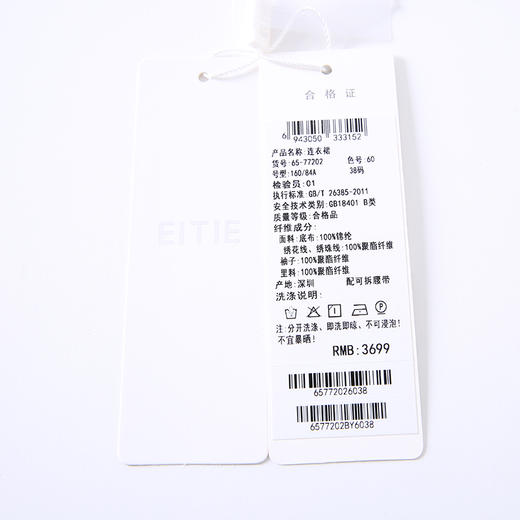 EITIE
合格证
6 943050 333152
产品名称:连衣裙
货号:65-77202 色号:60
号型:160/84A 38码
检验员:01
执行标准:GB/T 26385-2011
安全技术类别:GB18401 B类
质量等级:合格品
纤维成分:
面料:底布:100%锦纶
绣花线、绣珠线:100%聚酯纤维
袖子:100%聚酯纤维
里料:100%聚酯纤维
产地:深圳 配可拆腰带
洗涤说明:
注:分开洗涤、即洗即晾、不可浸泡!
不宜暴晒!
RMB:3699
65772026038
6577202BY6038